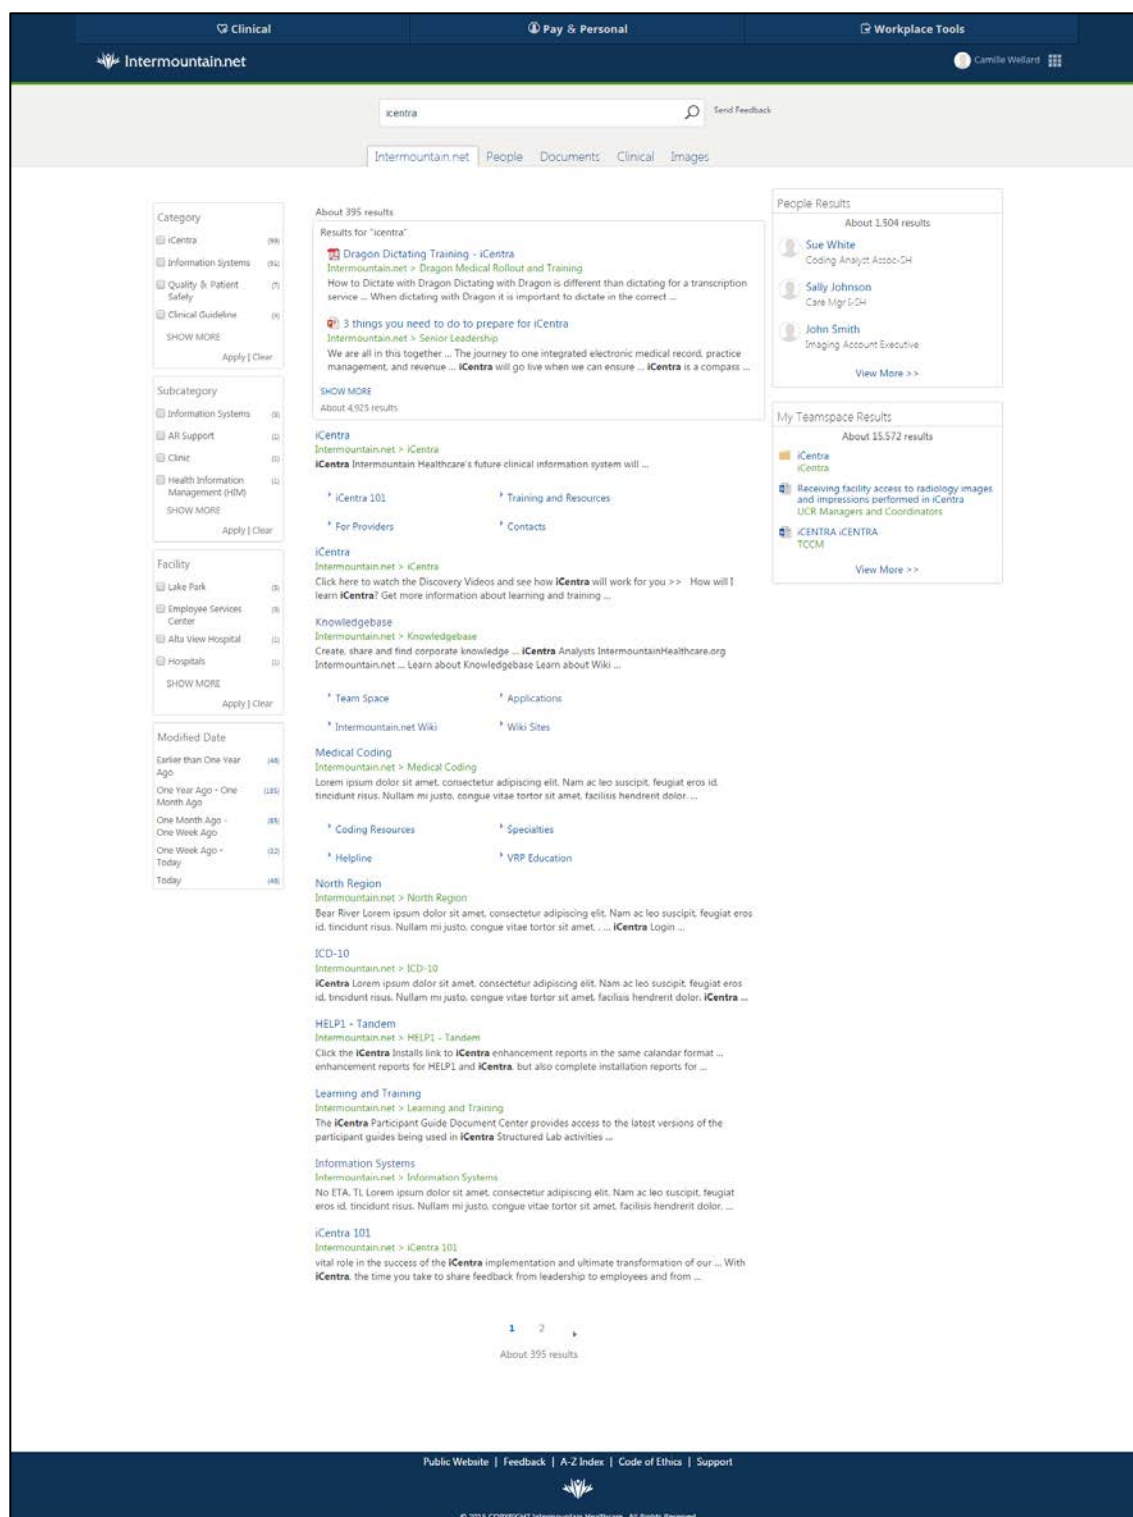 Clinical
Pay & Personal
Workplace Tools
Intermountain.net
Camille Wellard
icentra
Send Feedback
Intermountain.net People Documents Clinical Images
Category
iCentra (99)
Information Systems (91)
Quality & Patient
Safety (7)
Clinical Guideline
SHOW MORE
Apply | Clear
Subcategory
Information Systems
AR Support (1)
Clinic (1)
Health Information
Management (HIM) (1)
SHOW MORE
Apply | Clear
Facility
Lake Park
Employee Services
Center
Alta View Hospital (1)
Hospitals (1)
SHOW MORE
Apply | Clear
Modified Date
Earlier than One Year
Ago
One Year Ago - One
Month Ago
One Month Ago -
One Week Ago
One Week Ago -
Today
Today
About 395 results
Results for "icentra"
Dragon Dictating Training - iCentra
Intermountain.net > Dragon Medical Rollout and Training
How to Dictate with Dragon Dictating with Dragon is different than dictating for a transcription
service ... When dictating with Dragon it is important to dictate in the correct ...
3 things you need to do to prepare for iCentra
Intermountain.net > Senior Leadership
We are all in this together ... The journey to one integrated electronic medical record, practice
management, and revenue ... iCentra will go live when we can ensure ... iCentra is a compass ...
SHOW MORE
About 4,925 results
iCentra
Intermountain.net > iCentra
iCentra Intermountain Healthcare's future clinical information system will ...
iCentra 101
Training and Resources
For Providers
Contacts
iCentra
Intermountain.net > iCentra
Click here to watch the Discovery Videos and see how iCentra will work for you >> How will I
learn iCentra? Get more information about learning and training ...
Knowledgebase
Intermountain.net > Knowledgebase
Create, share and find corporate knowledge ... iCentra Analysts IntermountainHealthcare.org
Intermountain.net ... Learn about Knowledgebase Learn about Wiki ...
Team Space
Applications
Intermountain.net Wiki
Wiki Sites
Medical Coding
Intermountain.net > Medical Coding
Lorem ipsum dolor sit amet, consectetur adipiscing elit. Nam ac leo suscipit, feugiat eros id,
tincidunt risus. Nullam mi justo, congue vitae tortor sit amet, facilisis hendrerit dolor. ...
Coding Resources
Specialties
Helpline
VRP Education
North Region
Intermountain.net > North Region
Bear River Lorem ipsum dolor sit amet, consectetur adipiscing elit. Nam ac leo suscipit, feugiat eros
id, tincidunt risus. Nullam mi justo, congue vitae tortor sit amet, . ... iCentra Login ...
ICD-10
Intermountain.net > ICD-10
iCentra Lorem ipsum dolor sit amet, consectetur adipiscing elit. Nam ac leo suscipit, feugiat eros
id, tincidunt risus. Nullam mi justo, congue vitae tortor sit amet, facilisis hendrerit dolor. iCentra ...
HELP1 - Tandem
Intermountain.net > HELP1 - Tandem
Click the iCentra Installs link to iCentra enhancement reports in the same calandar format ...
enhancement reports for HELP1 and iCentra, but also complete installation reports for ...
Learning and Training
Intermountain.net > Learning and Training
The iCentra Participant Guide Document Center provides access to the latest versions of the
participant guides being used in iCentra Structured Lab activities ...
Information Systems
Intermountain.net > Information Systems
No ETA, TL Lorem ipsum dolor sit amet, consectetur adipiscing elit. Nam ac leo suscipit, feugiat
eros id, tincidunt risus. Nullam mi justo, congue vitae tortor sit amet, facilisis hendrerit dolor. ...
iCentra 101
Intermountain.net > iCentra 101
vital role in the success of the iCentra implementation and ultimate transformation of our ... With
iCentra, the time you take to share feedback from leadership to employees and from ...
1 2
About 395 results
People Results
About 1,504 results
Sue White
Coding Analyst Assoc-SH
Sally Johnson
Care Mgr I-SH
John Smith
Imaging Account Executive
View More >>
My Teamspace Results
About 15,572 results
iCentra
iCentra
Receiving facility access to radiology images
and impressions performed in iCentra
UCR Managers and Coordinators
iCENTRA iCENTRA
TCCM
View More >>
Public Website | Feedback | A-Z Index | Code of Ethics | Support
© 2015 COPYRIGHT Intermountain Healthcare. All Rights Reserved